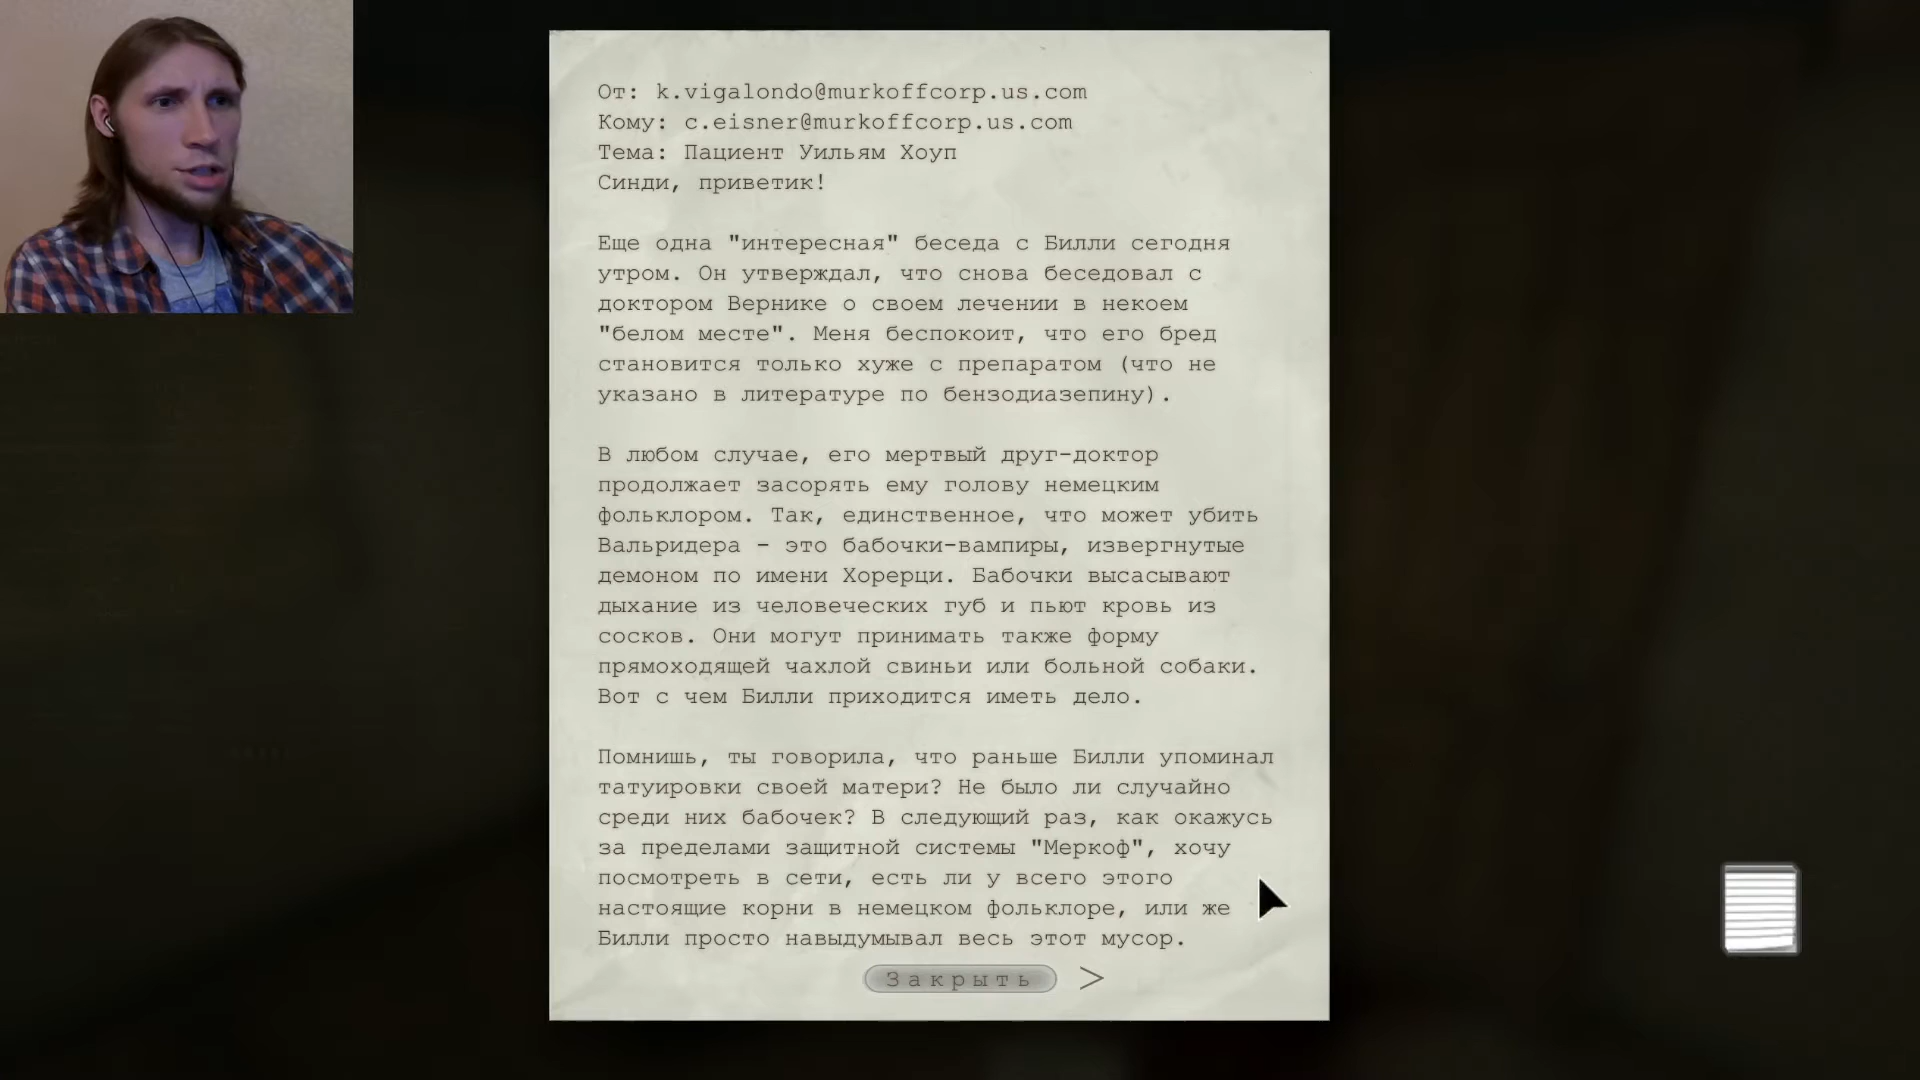 От: k.vigalondo@murkoffcorp.us.com
Кому: c.eisner@murkoffcorp.us.com
Тема: Пациент Уильям Хоуп
Синди, приветик!
Еще одна "интересная" беседа с Билли сегодня
утром. Он утверждал, что снова беседовал с
доктором Вернике о своем лечении в некоем
"белом месте". Меня беспокоит, что его бред
становится только хуже с препаратом (что не
указано в литературе по бензодиазепину).
В любом случае, его мертвый друг-доктор
продолжает засорять ему голову немецким
фольклором. Так, единственное, что может убить
Вальридера - это бабочки-вампиры, извергнутые
демоном по имени Хорерци. Бабочки высасывают
дыхание из человеческих губ и пьют кровь из
сосков. Они могут принимать также форму
прямоходящей чахлой свиньи или больной собаки.
Вот с чем Билли приходится иметь дело.
Помнишь, ты говорила, что раньше Билли упоминал
татуировки своей матери? Не было ли случайно
среди них бабочек? В следующий раз, как окажусь
за пределами защитной системы "Меркоф", хочу
посмотреть в сети, есть ли у всего этого
настоящие корни в немецком фольклоре, или же
Билли просто навыдумывал весь этот мусор.
Закрыть >